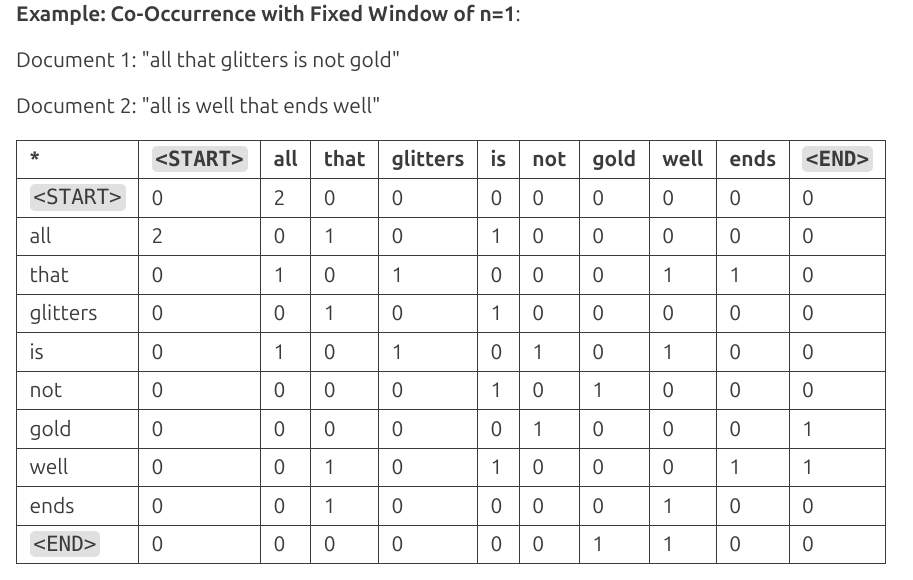 Example: Co-Occurrence with Fixed Window of n=1:
Document 1: "all that glitters is not gold"
Document 2: "all is well that ends well"
* <START> all that glitters is not gold well ends <END>
<START> 0 2 0 0 0 0 0 0 0 0
all 2 0 1 0 1 0 0 0 0 0
that 0 1 0 1 0 0 0 1 1 0
glitters 0 0 1 0 1 0 0 0 0 0
is 0 1 0 1 0 1 0 1 0 0
not 0 0 0 0 1 0 1 0 0 0
gold 0 0 0 0 0 1 0 0 0 1
well 0 0 1 0 1 0 0 0 1 1
ends 0 0 1 0 0 0 0 1 0 0
<END> 0 0 0 0 0 0 1 1 0 0